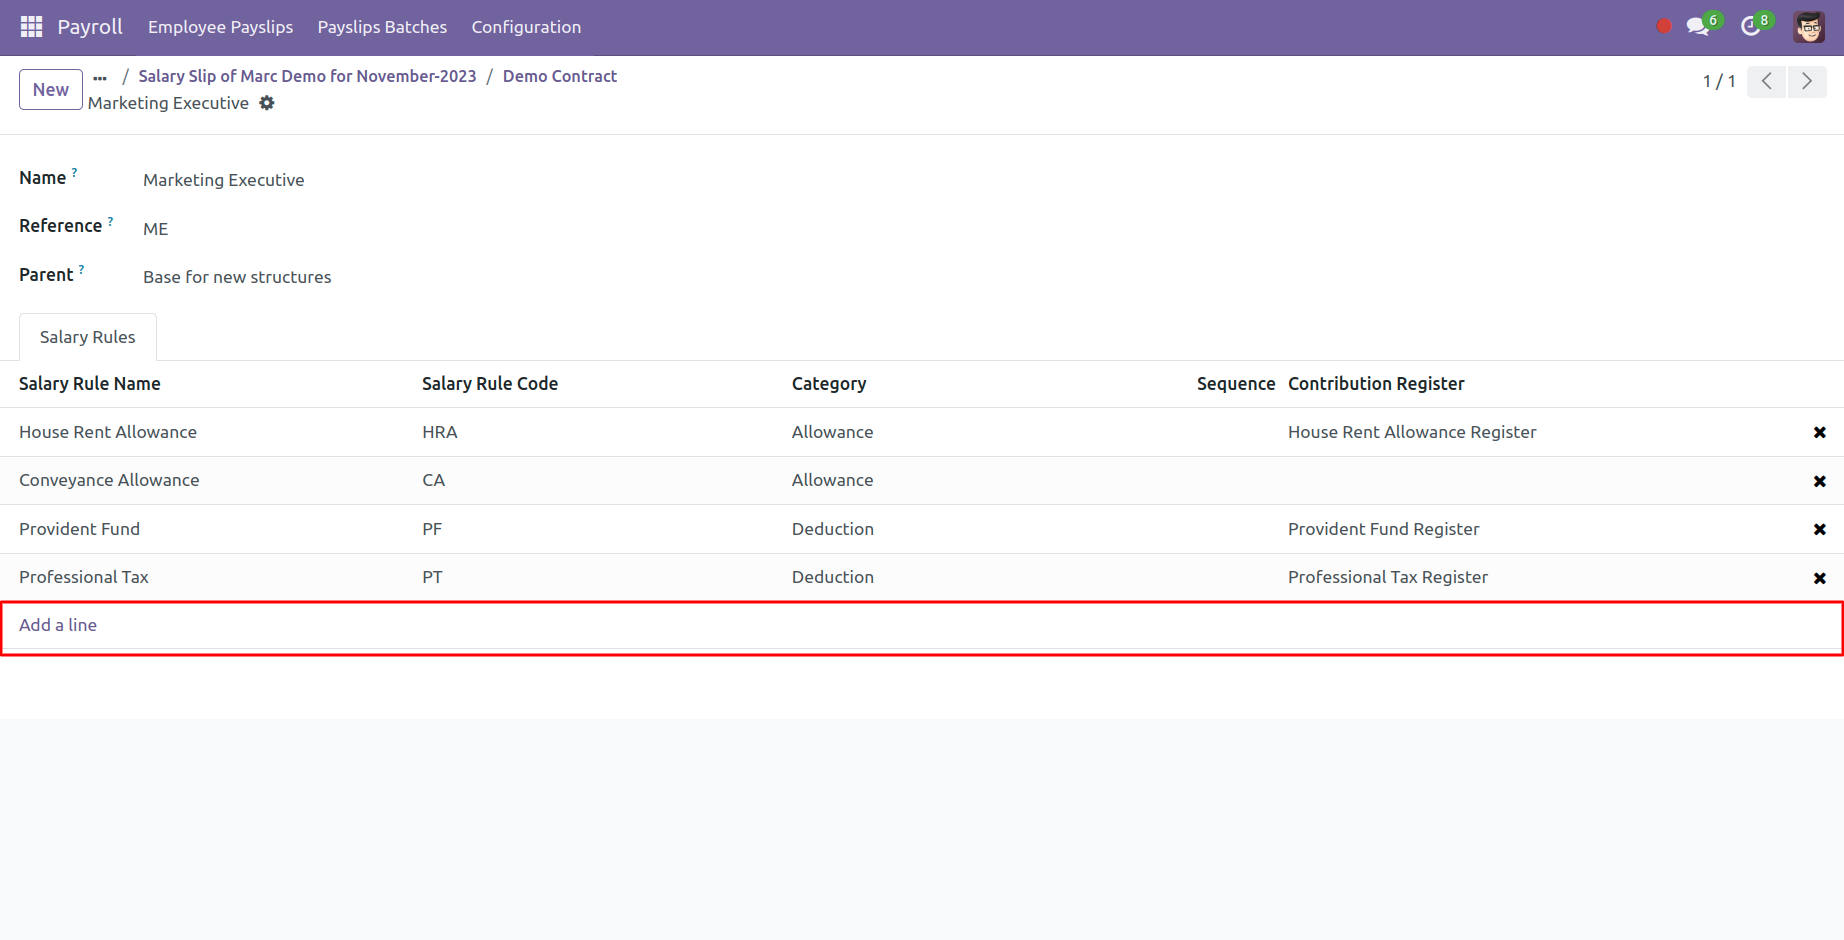 Payroll Employee Payslips Payslips Batches Configuration 6 8
New ... / Salary Slip of Marc Demo for November-2023 / Demo Contract 1 / 1
Marketing Executive
Name ? Marketing Executive
Reference ? ME
Parent ? Base for new structures
Salary Rules
Salary Rule Name Salary Rule Code Category Sequence Contribution Register
House Rent Allowance HRA Allowance House Rent Allowance Register
Conveyance Allowance CA Allowance
Provident Fund PF Deduction Provident Fund Register
Professional Tax PT Deduction Professional Tax Register
Add a line